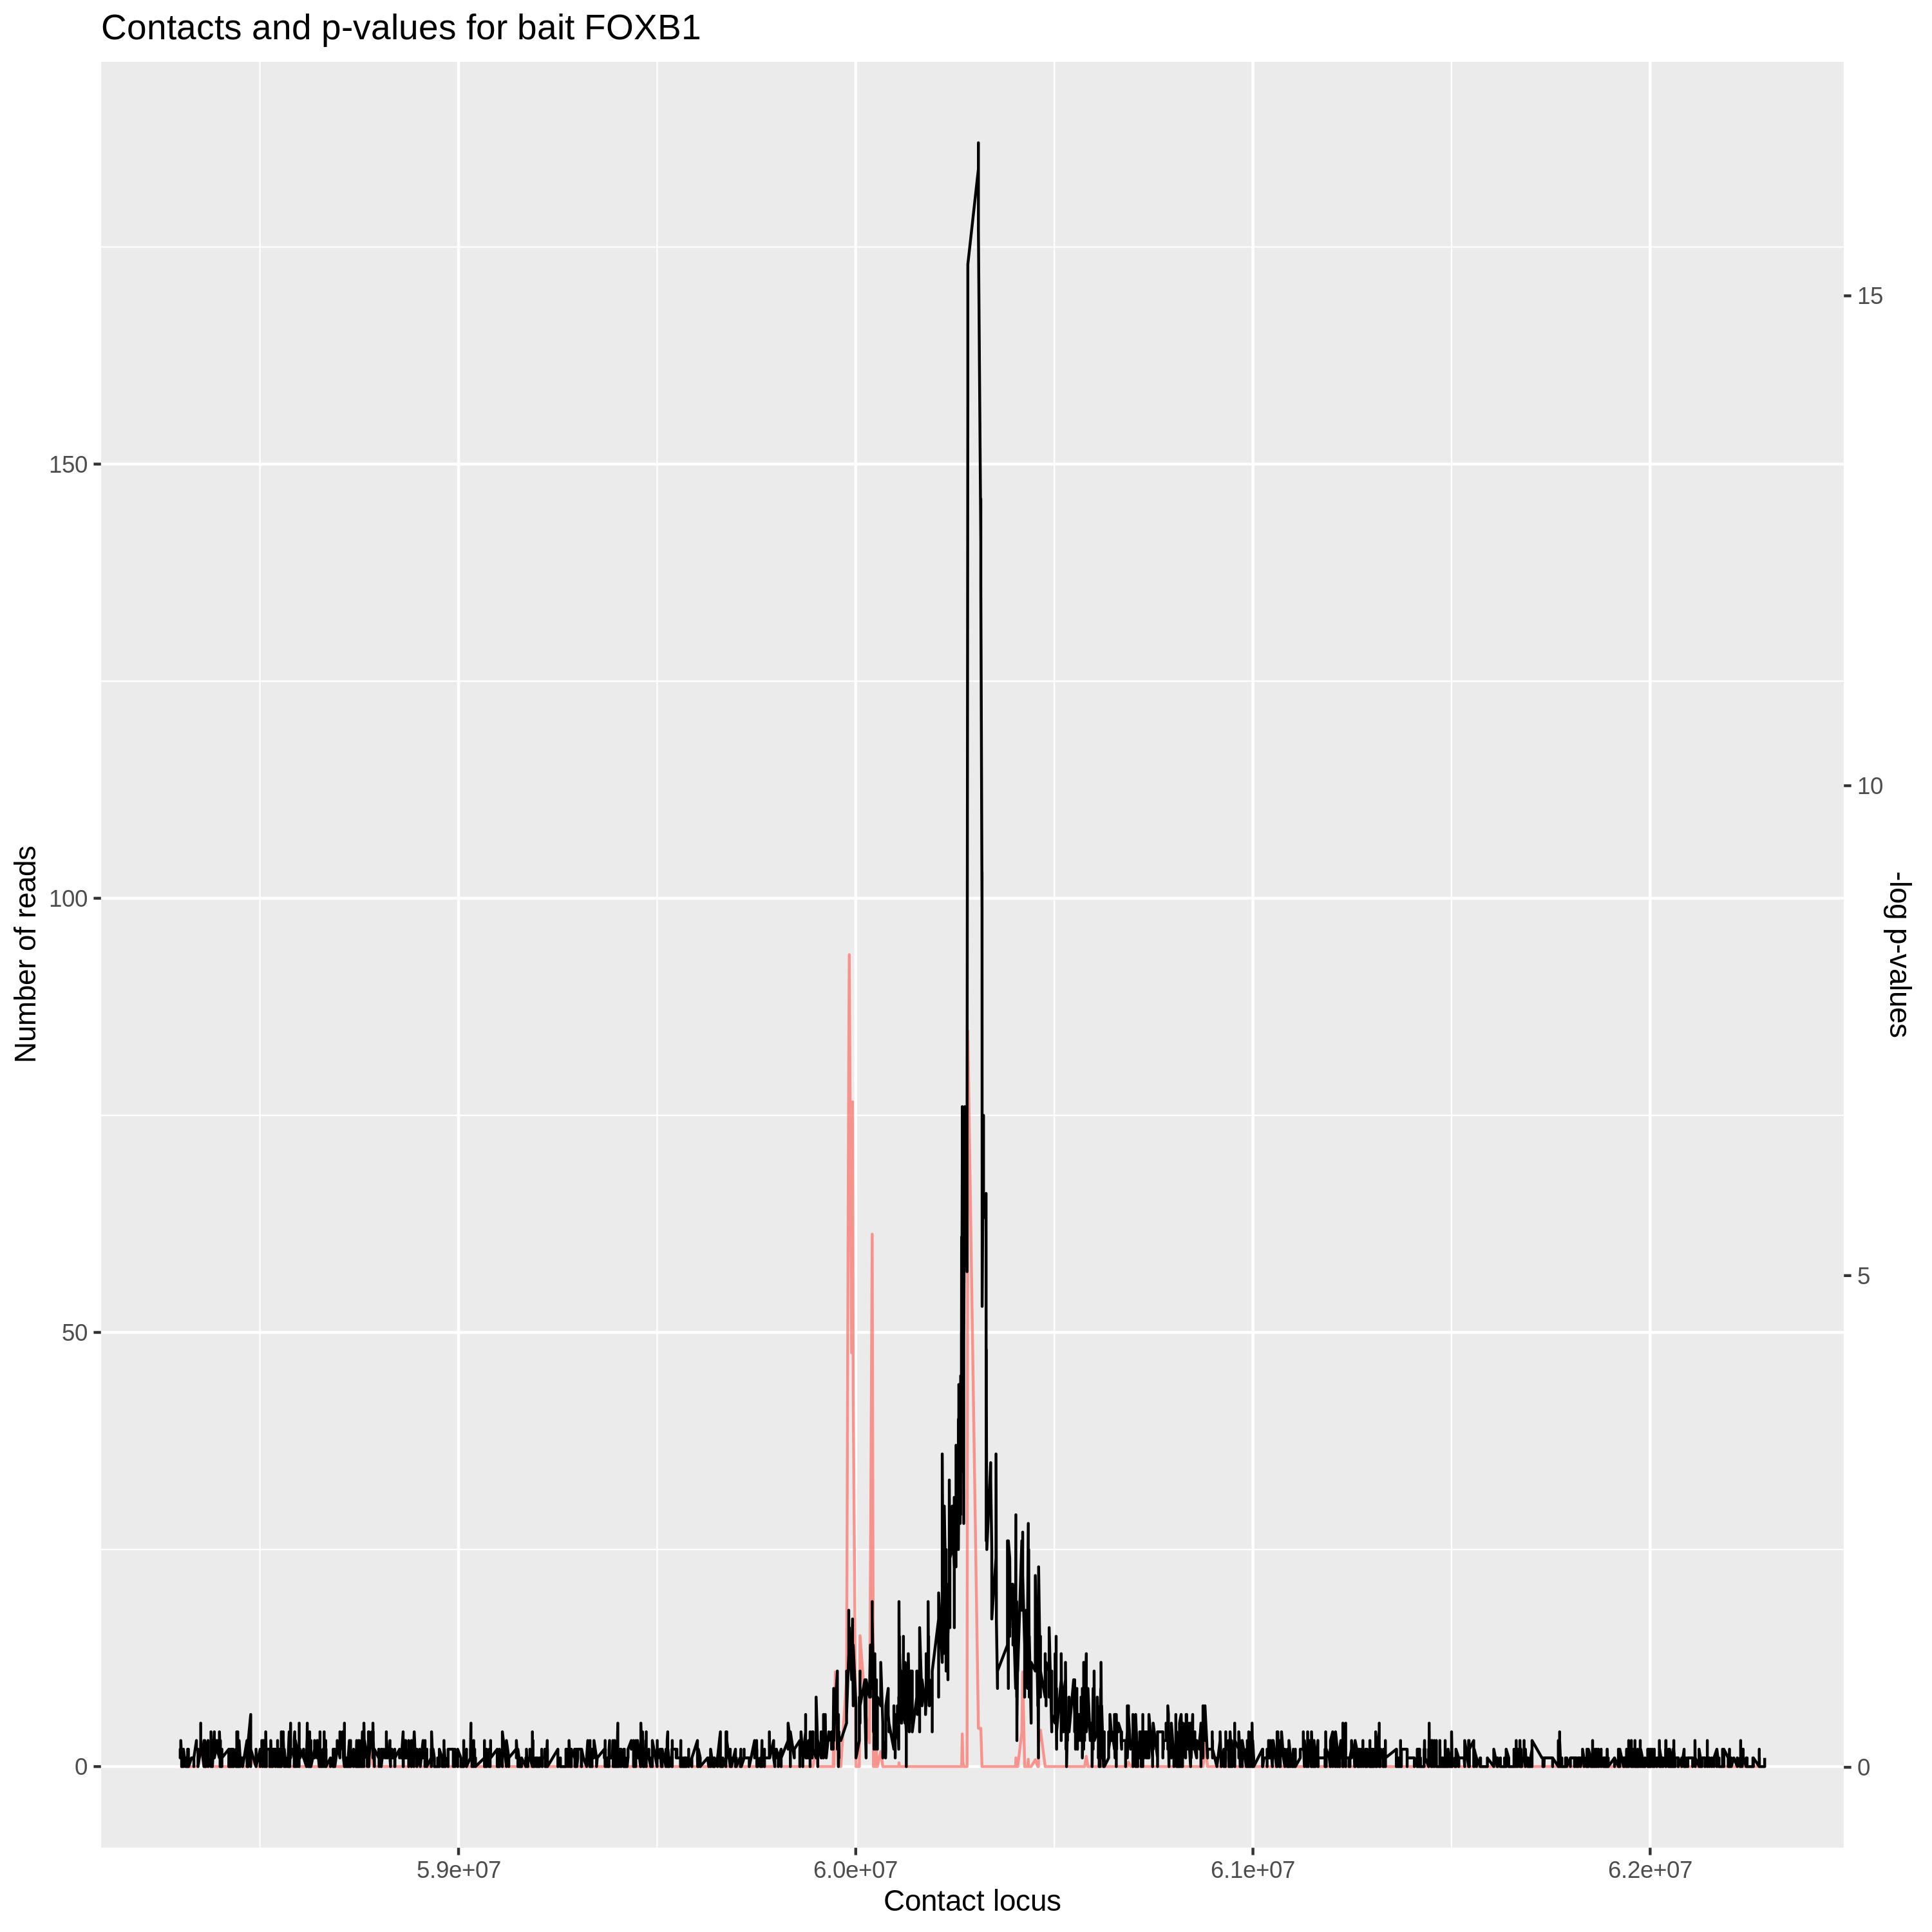 Contacts and p-values for bait FOXB1
150
100
50
0
Number of reads
15
10
5
0
-log p-values
5.9e+07
6.0e+07
6.1e+07
6.2e+07
Contact locus